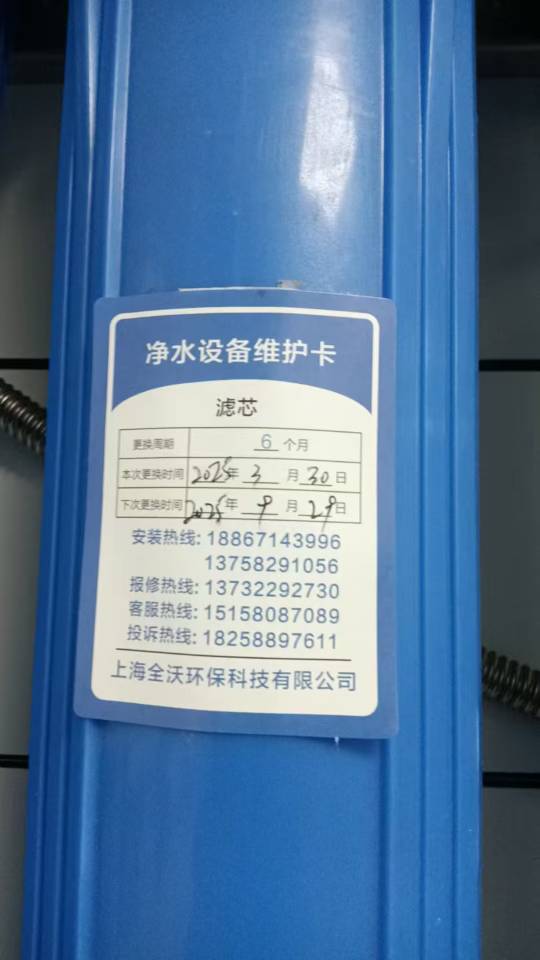 净水设备维护卡
滤芯
更换周期 6 个月
本次更换时间 2025年 3 月 30 日
下次更换时间 2025年 9 月 29日
安装热线: 18867143996
13758291056
报修热线: 13732292730
客服热线: 15158087089
投诉热线: 18258897611
上海全沃环保科技有限公司